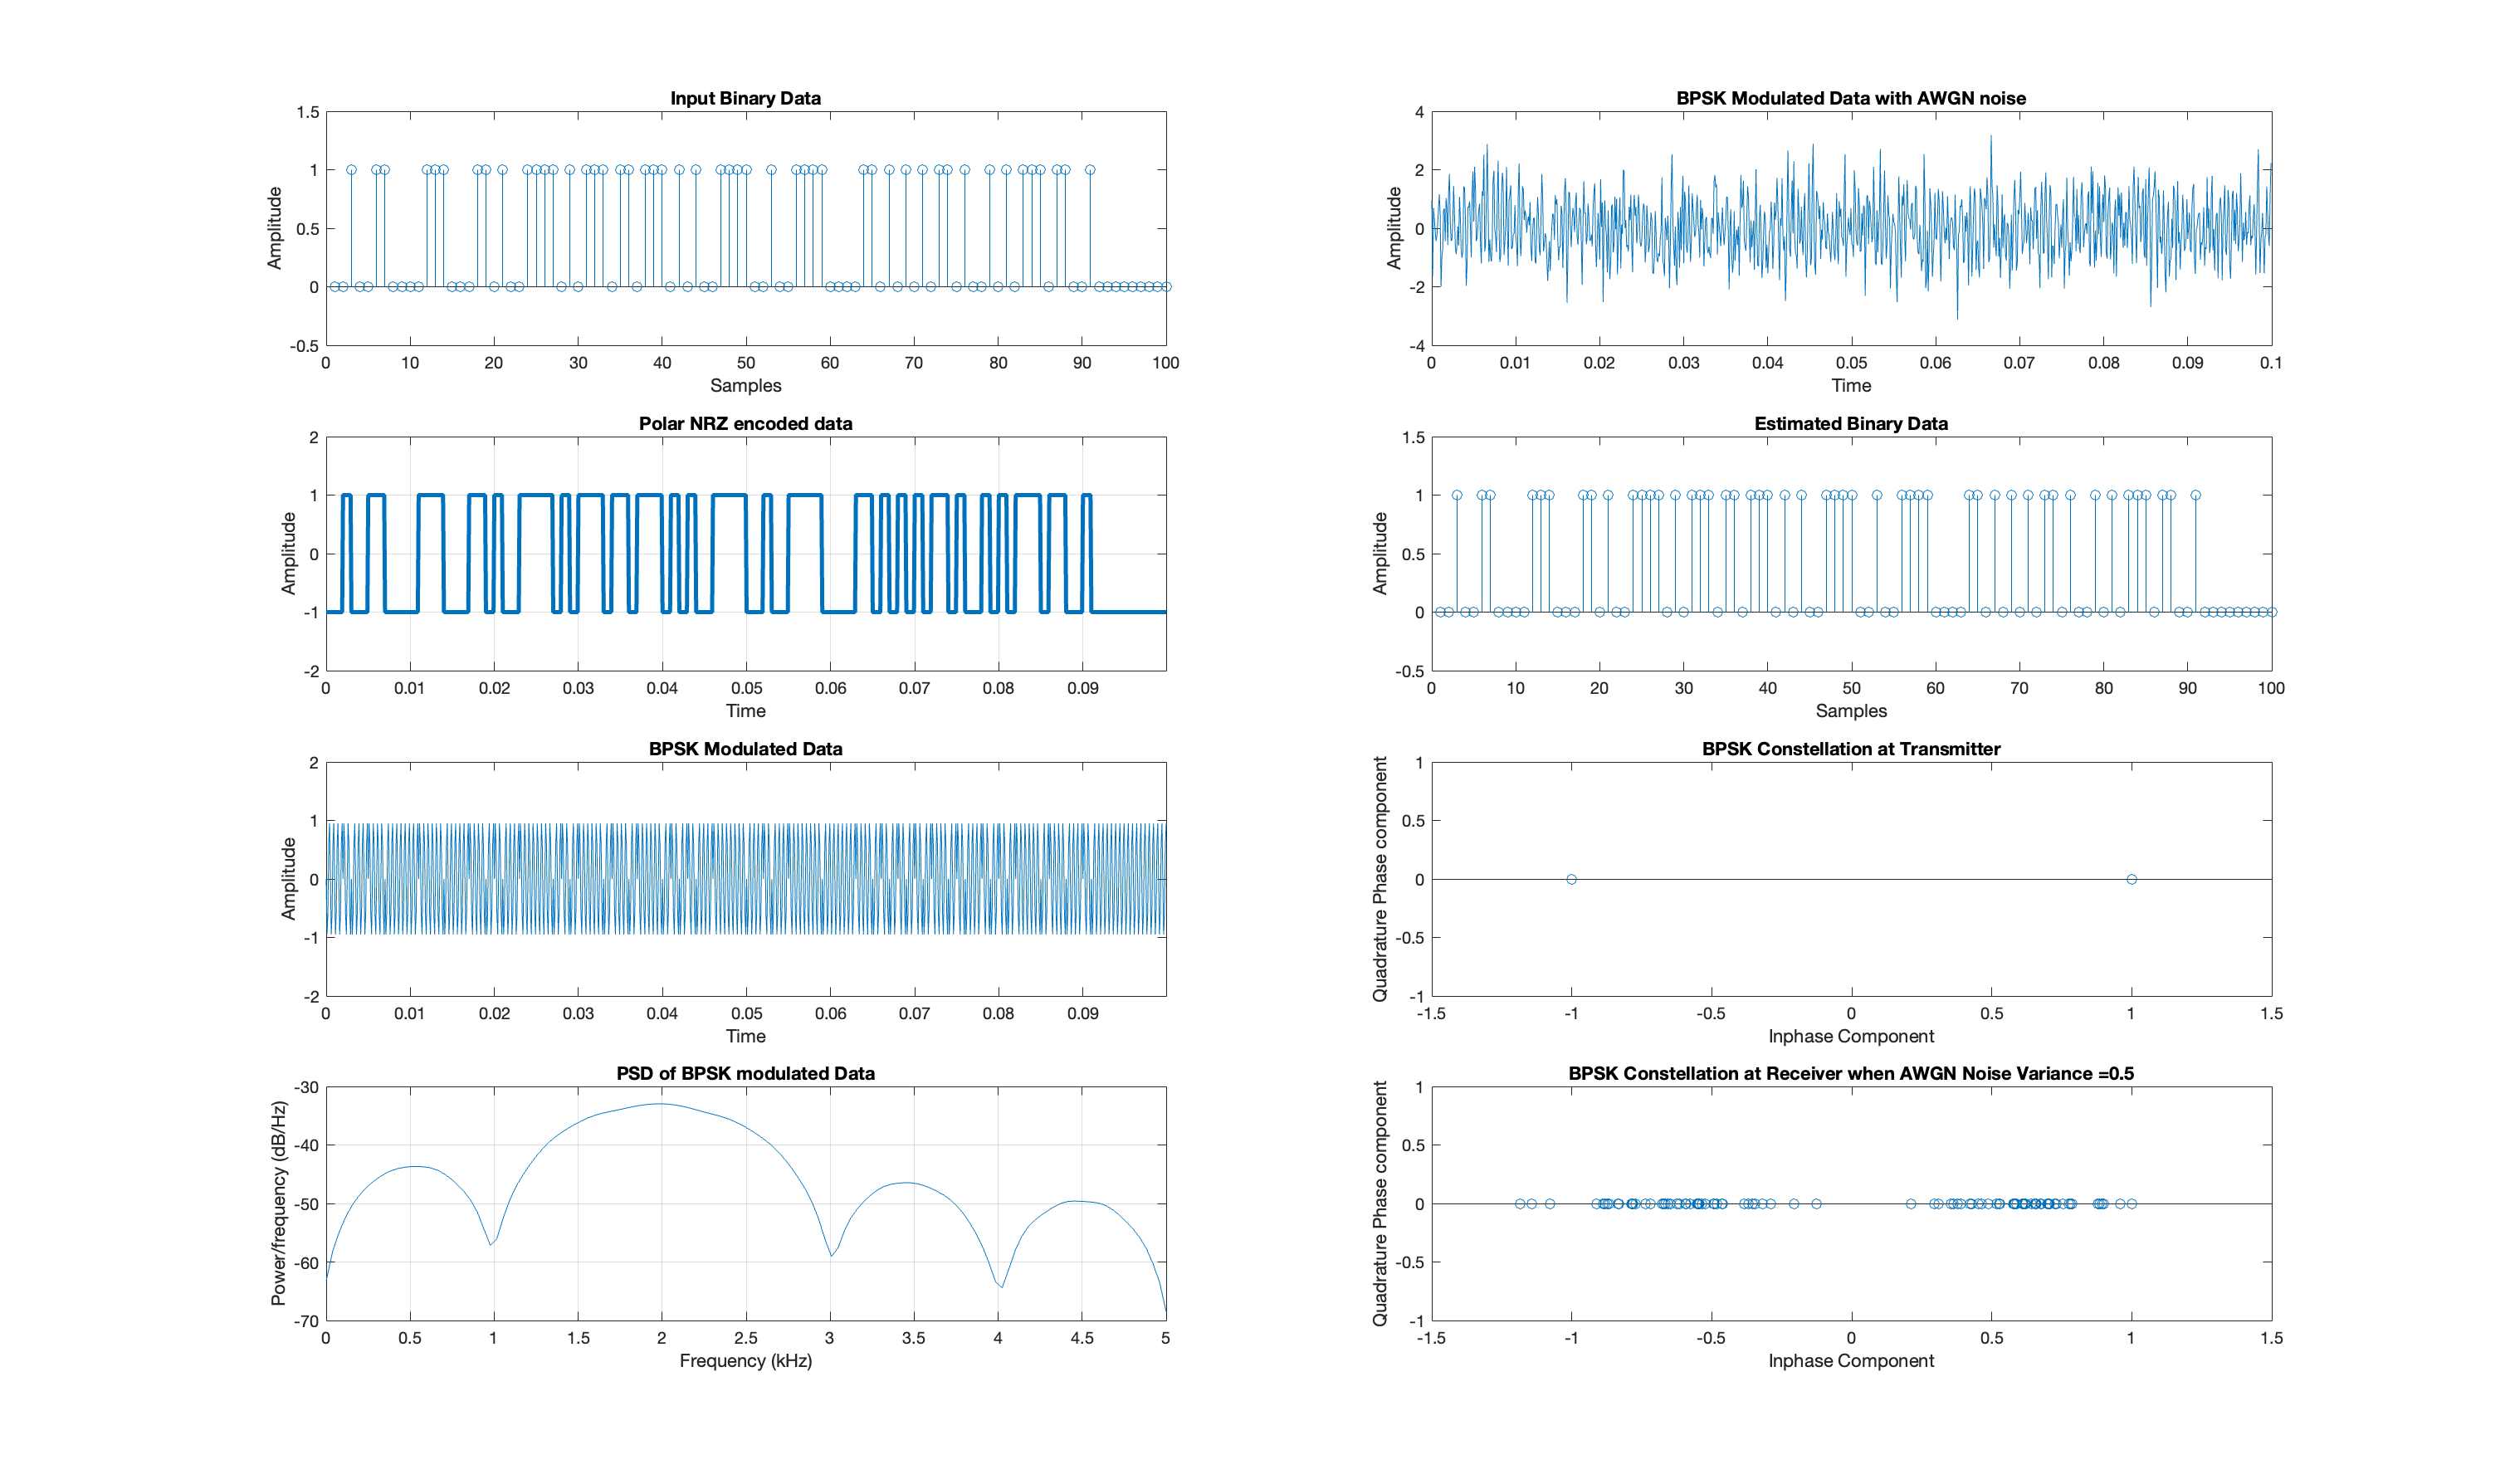 Input Binary Data
1.5
1
0.5
0
-0.5
Amplitude
0 10 20 30 40 50 60 70 80 90 100
Samples
Polar NRZ encoded data
2
1
0
-1
-2
Amplitude
0 0.01 0.02 0.03 0.04 0.05 0.06 0.07 0.08 0.09
Time
BPSK Modulated Data
2
1
0
-1
-2
Amplitude
0 0.01 0.02 0.03 0.04 0.05 0.06 0.07 0.08 0.09
Time
PSD of BPSK modulated Data
-30
-40
-50
-60
-70
Power/frequency (dB/Hz)
0 0.5 1 1.5 2 2.5 3 3.5 4 4.5 5
Frequency (kHz)
BPSK Modulated Data with AWGN noise
4
2
0
-2
-4
Amplitude
0 0.01 0.02 0.03 0.04 0.05 0.06 0.07 0.08 0.09 0.1
Time
Estimated Binary Data
1.5
1
0.5
0
-0.5
Amplitude
0 10 20 30 40 50 60 70 80 90 100
Samples
BPSK Constellation at Transmitter
1
0.5
0
-0.5
-1
Quadrature Phase component
-1.5 -1 -0.5 0 0.5 1 1.5
Inphase Component
BPSK Constellation at Receiver when AWGN Noise Variance =0.5
1
0.5
0
-0.5
-1
Quadrature Phase component
-1.5 -1 -0.5 0 0.5 1 1.5
Inphase Component